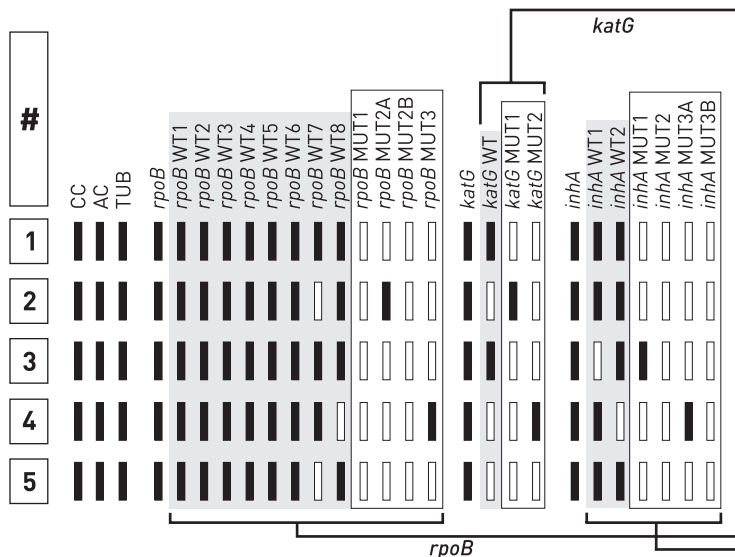 katG
#
CC
AC
TUB
rpoB
rpoB WT1
rpoB WT2
rpoB WT3
rpoB WT4
rpoB WT5
rpoB WT6
rpoB WT7
rpoB WT8
rpoB MUT1
rpoB MUT2A
rpoB MUT2B
rpoB MUT3
katG
katG WT
katG MUT1
katG MUT2
inhA
inhA WT1
inhA WT2
inhA MUT1
inhA MUT2
inhA MUT3A
inhA MUT3B
1
2
3
4
5
rpoB